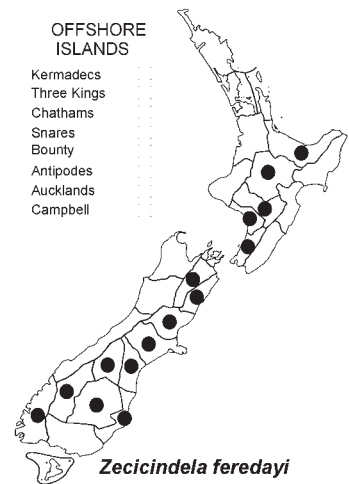 OFFSHORE
ISLANDS
Kermadecs
Three Kings
Chathams
Snares
Bounty
Antipodes
Aucklands
Campbell
Zecicindela feredayi